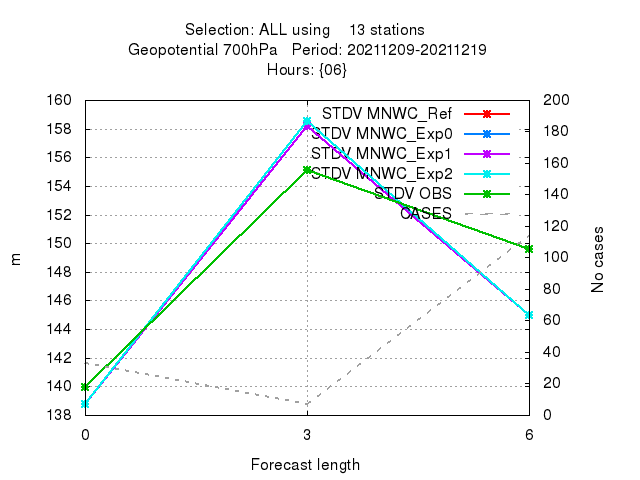 Selection: ALL using 13 stations
Geopotential 700hPa Period: 20211209-20211219
Hours: {06}
160
158
156
154
152
150
148
146
144
142
140
138
200
180
160
140
120
100
80
60
40
20
0
STDV MNWC_Ref
STDV MNWC_Exp0
STDV MNWC_Exp1
STDV MNWC_Exp2
STDV OBS
CASES
m
No cases
0
3
6
Forecast length